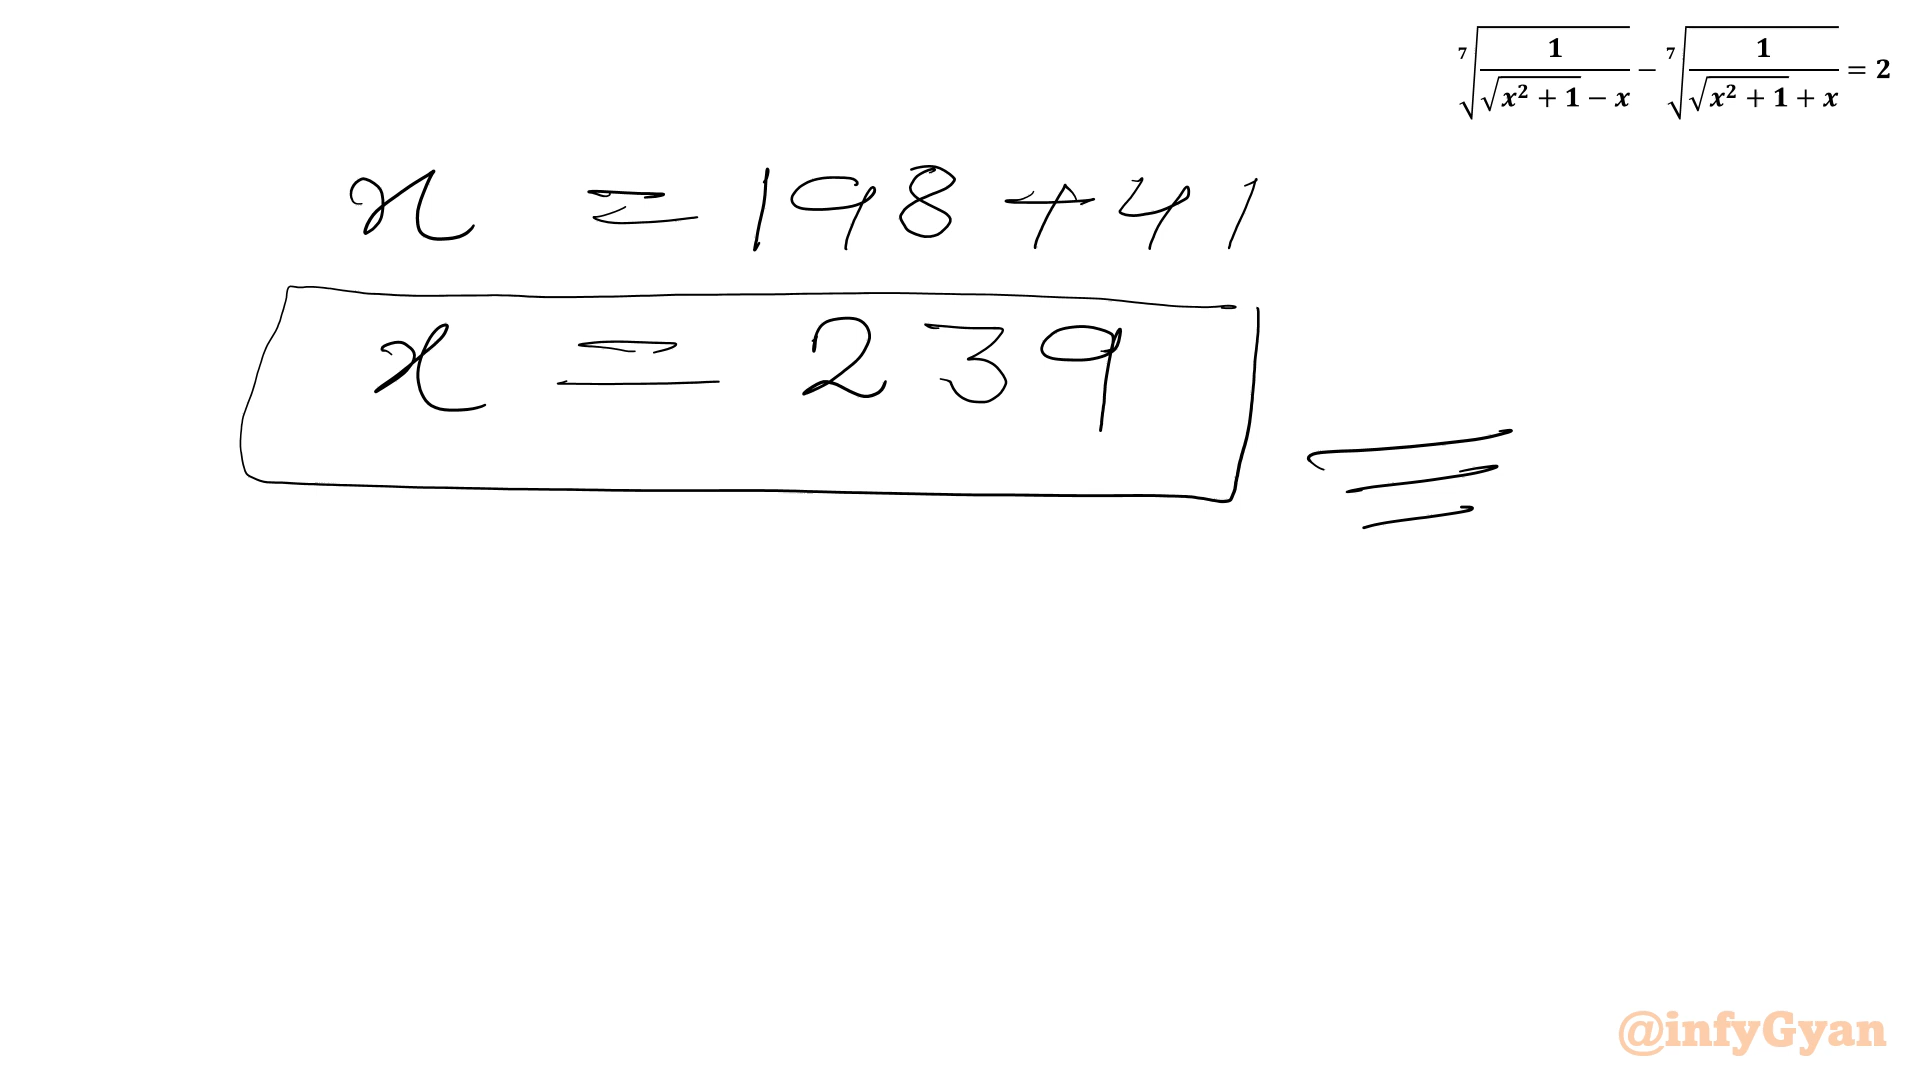 ⁷√(1/(√(x² + 1) − x)) − ⁷√(1/(√(x² + 1) + x)) = 2
x = 198 + 41
x = 239
@infyGyan